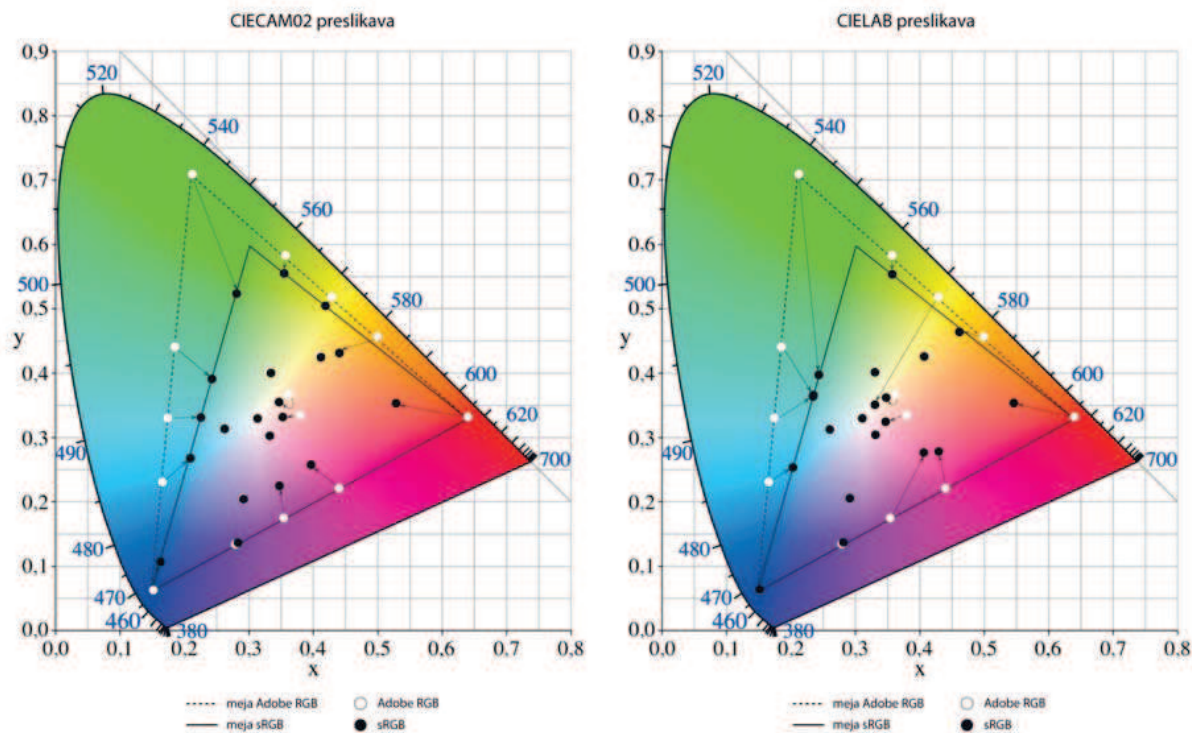 CIECAM02 preslikava
0,9
0,8
0,7
0,6
0,5
0,4
0,3
0,2
0,1
0.0
y
0,0 0,1 0,2 0,3 0,4 0,5 0,6 0,7 0,8
x
520
540
560
580
600
620
700
500
490
480
470
460
380
meja Adobe RGB
Adobe RGB
meja sRGB
sRGB
CIELAB preslikava
0,9
0,8
0,7
0,6
0,5
0,4
0,3
0,2
0,1
0.0
y
0,0 0,1 0,2 0,3 0,4 0,5 0,6 0,7 0,8
x
520
540
560
580
600
620
700
500
490
480
470
460
380
meja Adobe RGB
Adobe RGB
meja sRGB
sRGB